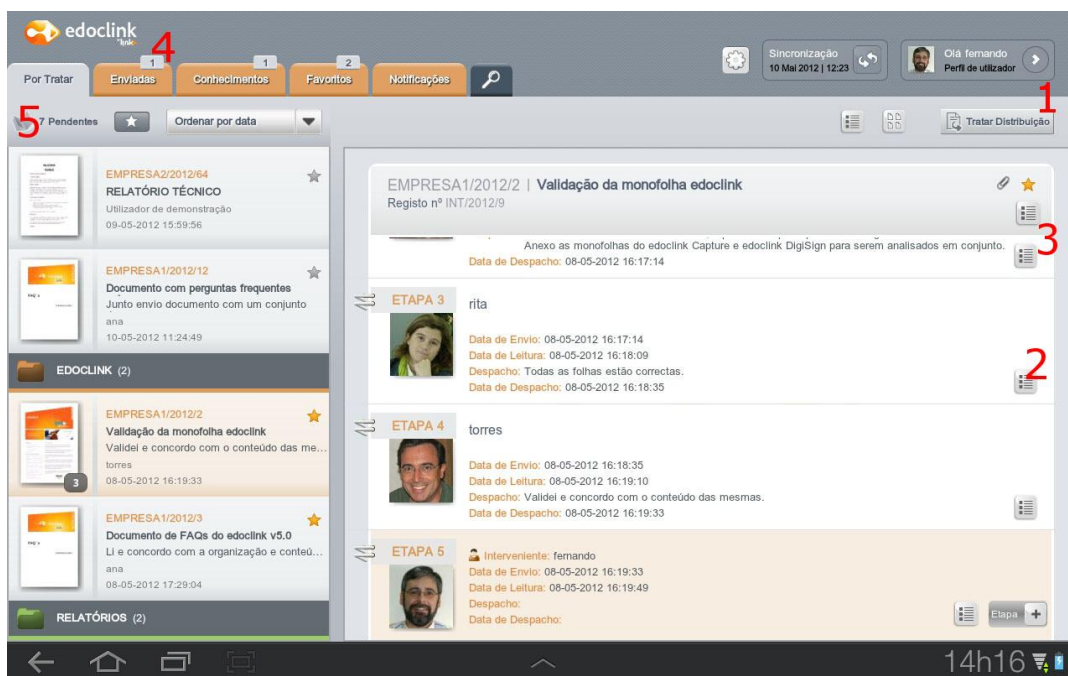 edoclink
"link"
4
1
1
2
Por Tratar
Enviadas
Conhecimentos
Favoritos
Notificações
Sincronização
10 Mai 2012 | 12:23
Olá fernando
Perfil de utilizador
1
5
7 Pendentes
Ordenar por data
Tratar Distribuição
EMPRESA2/2012/64
RELATÓRIO TÉCNICO
Utilizador de demonstração
09-05-2012 15:59:56
EMPRESA1/2012/12
Documento com perguntas frequentes
Junto envio documento com um conjunto
ana
10-05-2012 11:24:49
EDOCLINK (2)
EMPRESA1/2012/2
Validação da monofolha edoclink
Validei e concordo com o conteúdo das me...
torres
08-05-2012 16:19:33
3
EMPRESA1/2012/3
Documento de FAQs do edoclink v5.0
Li e concordo com a organização e conteú...
ana
08-05-2012 17:29:04
RELATÓRIOS (2)
EMPRESA1/2012/2 | Validação da monofolha edoclink
Registo nº INT/2012/9
3
Anexo as monofolhas do edoclink Capture e edoclink DigiSign para serem analisados em conjunto.
Data de Despacho: 08-05-2012 16:17:14
ETAPA 3
rita
Data de Envio: 08-05-2012 16:17:14
Data de Leitura: 08-05-2012 16:18:09
Despacho: Todas as folhas estão correctas.
Data de Despacho: 08-05-2012 16:18:35
2
ETAPA 4
torres
Data de Envio: 08-05-2012 16:18:35
Data de Leitura: 08-05-2012 16:19:10
Despacho: Validei e concordo com o conteúdo das mesmas.
Data de Despacho: 08-05-2012 16:19:33
ETAPA 5
Interveniente: fernando
Data de Envio: 08-05-2012 16:19:33
Data de Leitura: 08-05-2012 16:19:49
Despacho:
Data de Despacho:
Etapa +
14h16